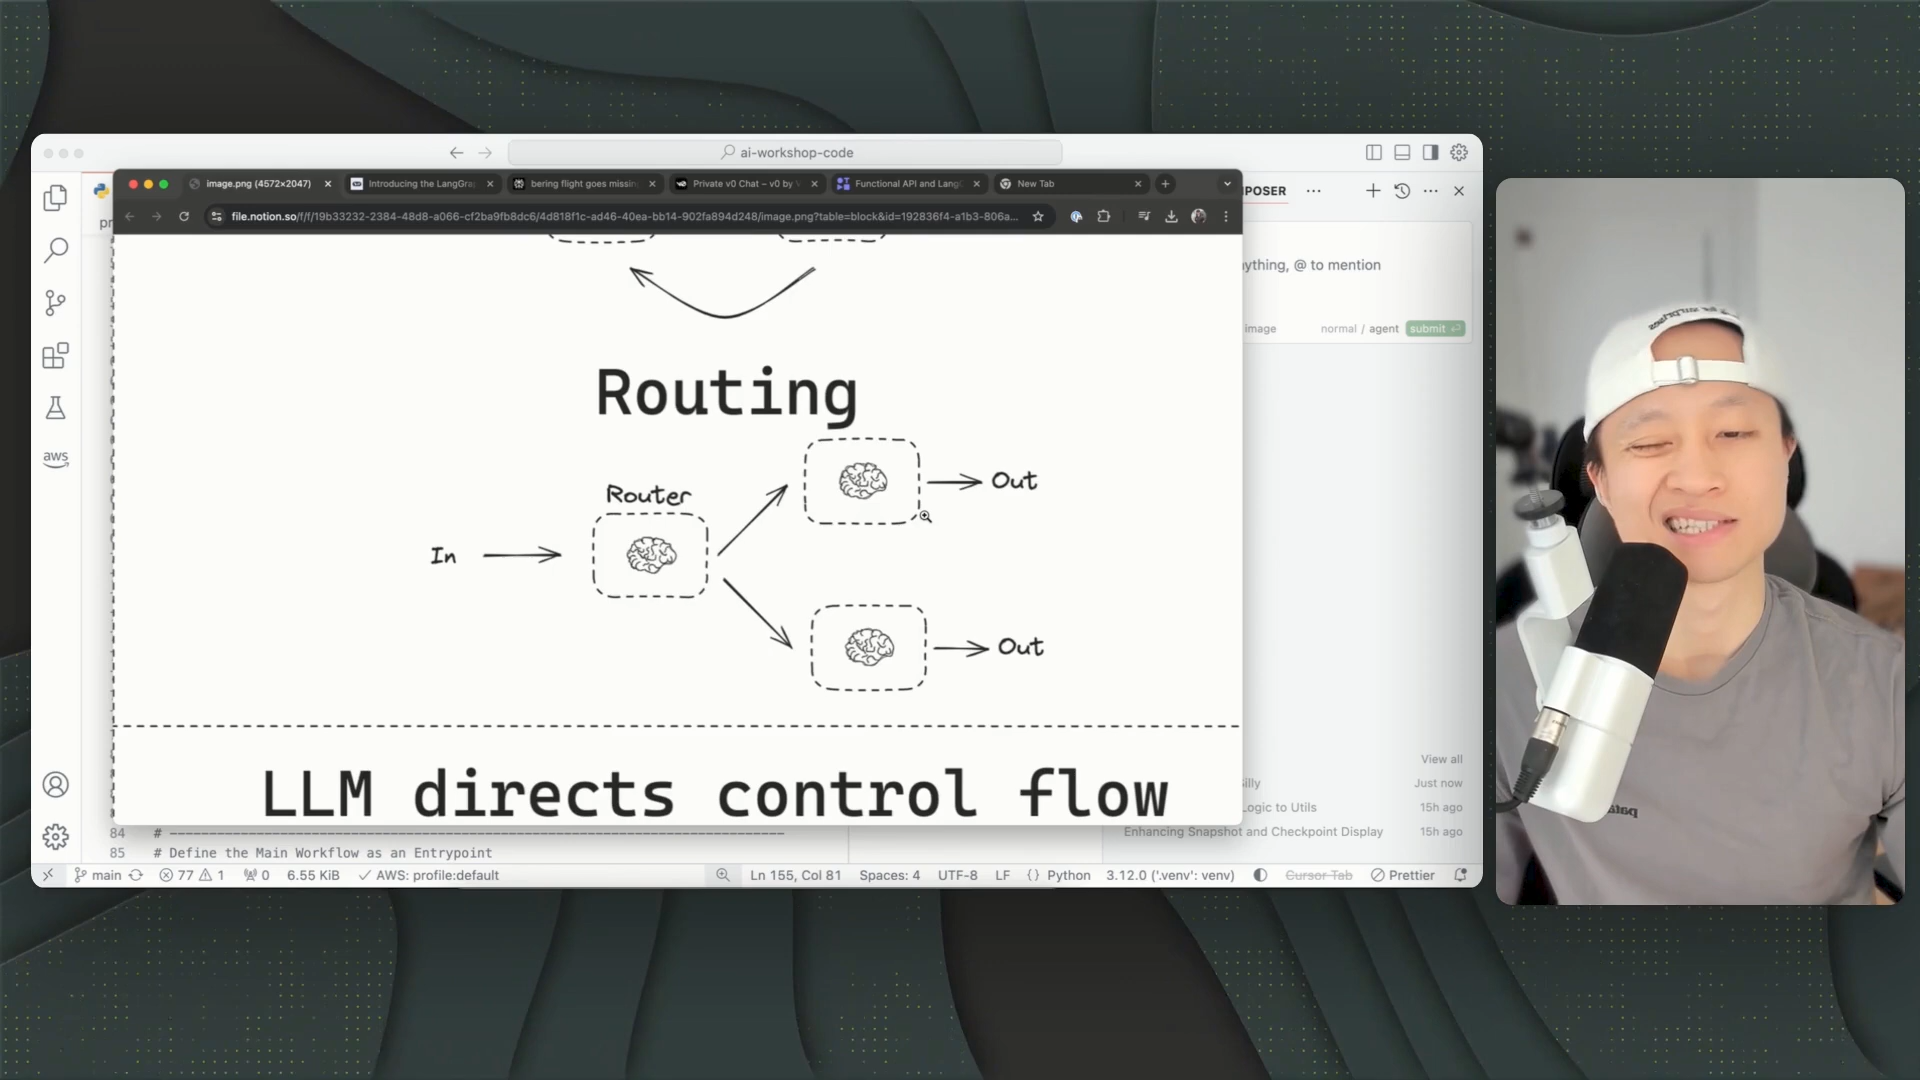 ai-workshop-code
image.png (4572×2047)
Introducing the LangGra
bering flight goes missin
Private v0 Chat – v0 by
Functional API and Lang
New Tab
POSER
file.notion.so/f/f/19b33232-2384-48d8-a066-cf2ba9fb8dc6/4d818f1c-ad46-40ea-bb14-902fa894d248/image.png?table=block&id=192836f4-a1b3-806a...
pr
ything, @ to mention
image
normal / agent
submit
Routing
Router
In
Out
Out
LLM directs control flow
aws
View all
illy
Just now
Logic to Utils
15h ago
Enhancing Snapshot and Checkpoint Display
15h ago
84 # --------------------------------------------------------------------------------
85 # Define the Main Workflow as an Entrypoint
main
77
1
0
6.55 KiB
AWS: profile:default
Ln 155, Col 81
Spaces: 4
UTF-8
LF
{} Python
3.12.0 ('.venv': venv)
Cursor Tab
Prettier